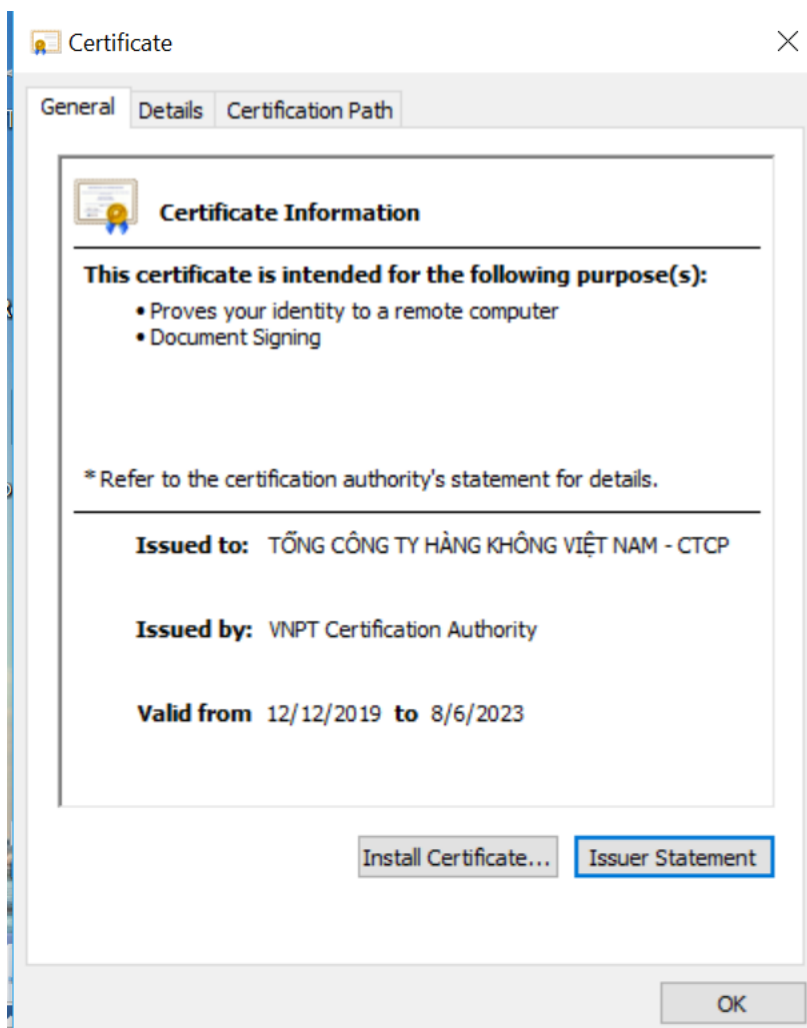 Certificate
General Details Certification Path
Certificate Information
This certificate is intended for the following purpose(s):
• Proves your identity to a remote computer
• Document Signing
* Refer to the certification authority's statement for details.
Issued to: TỔNG CÔNG TY HÀNG KHÔNG VIỆT NAM - CTCP
Issued by: VNPT Certification Authority
Valid from 12/12/2019 to 8/6/2023
Install Certificate... Issuer Statement
OK